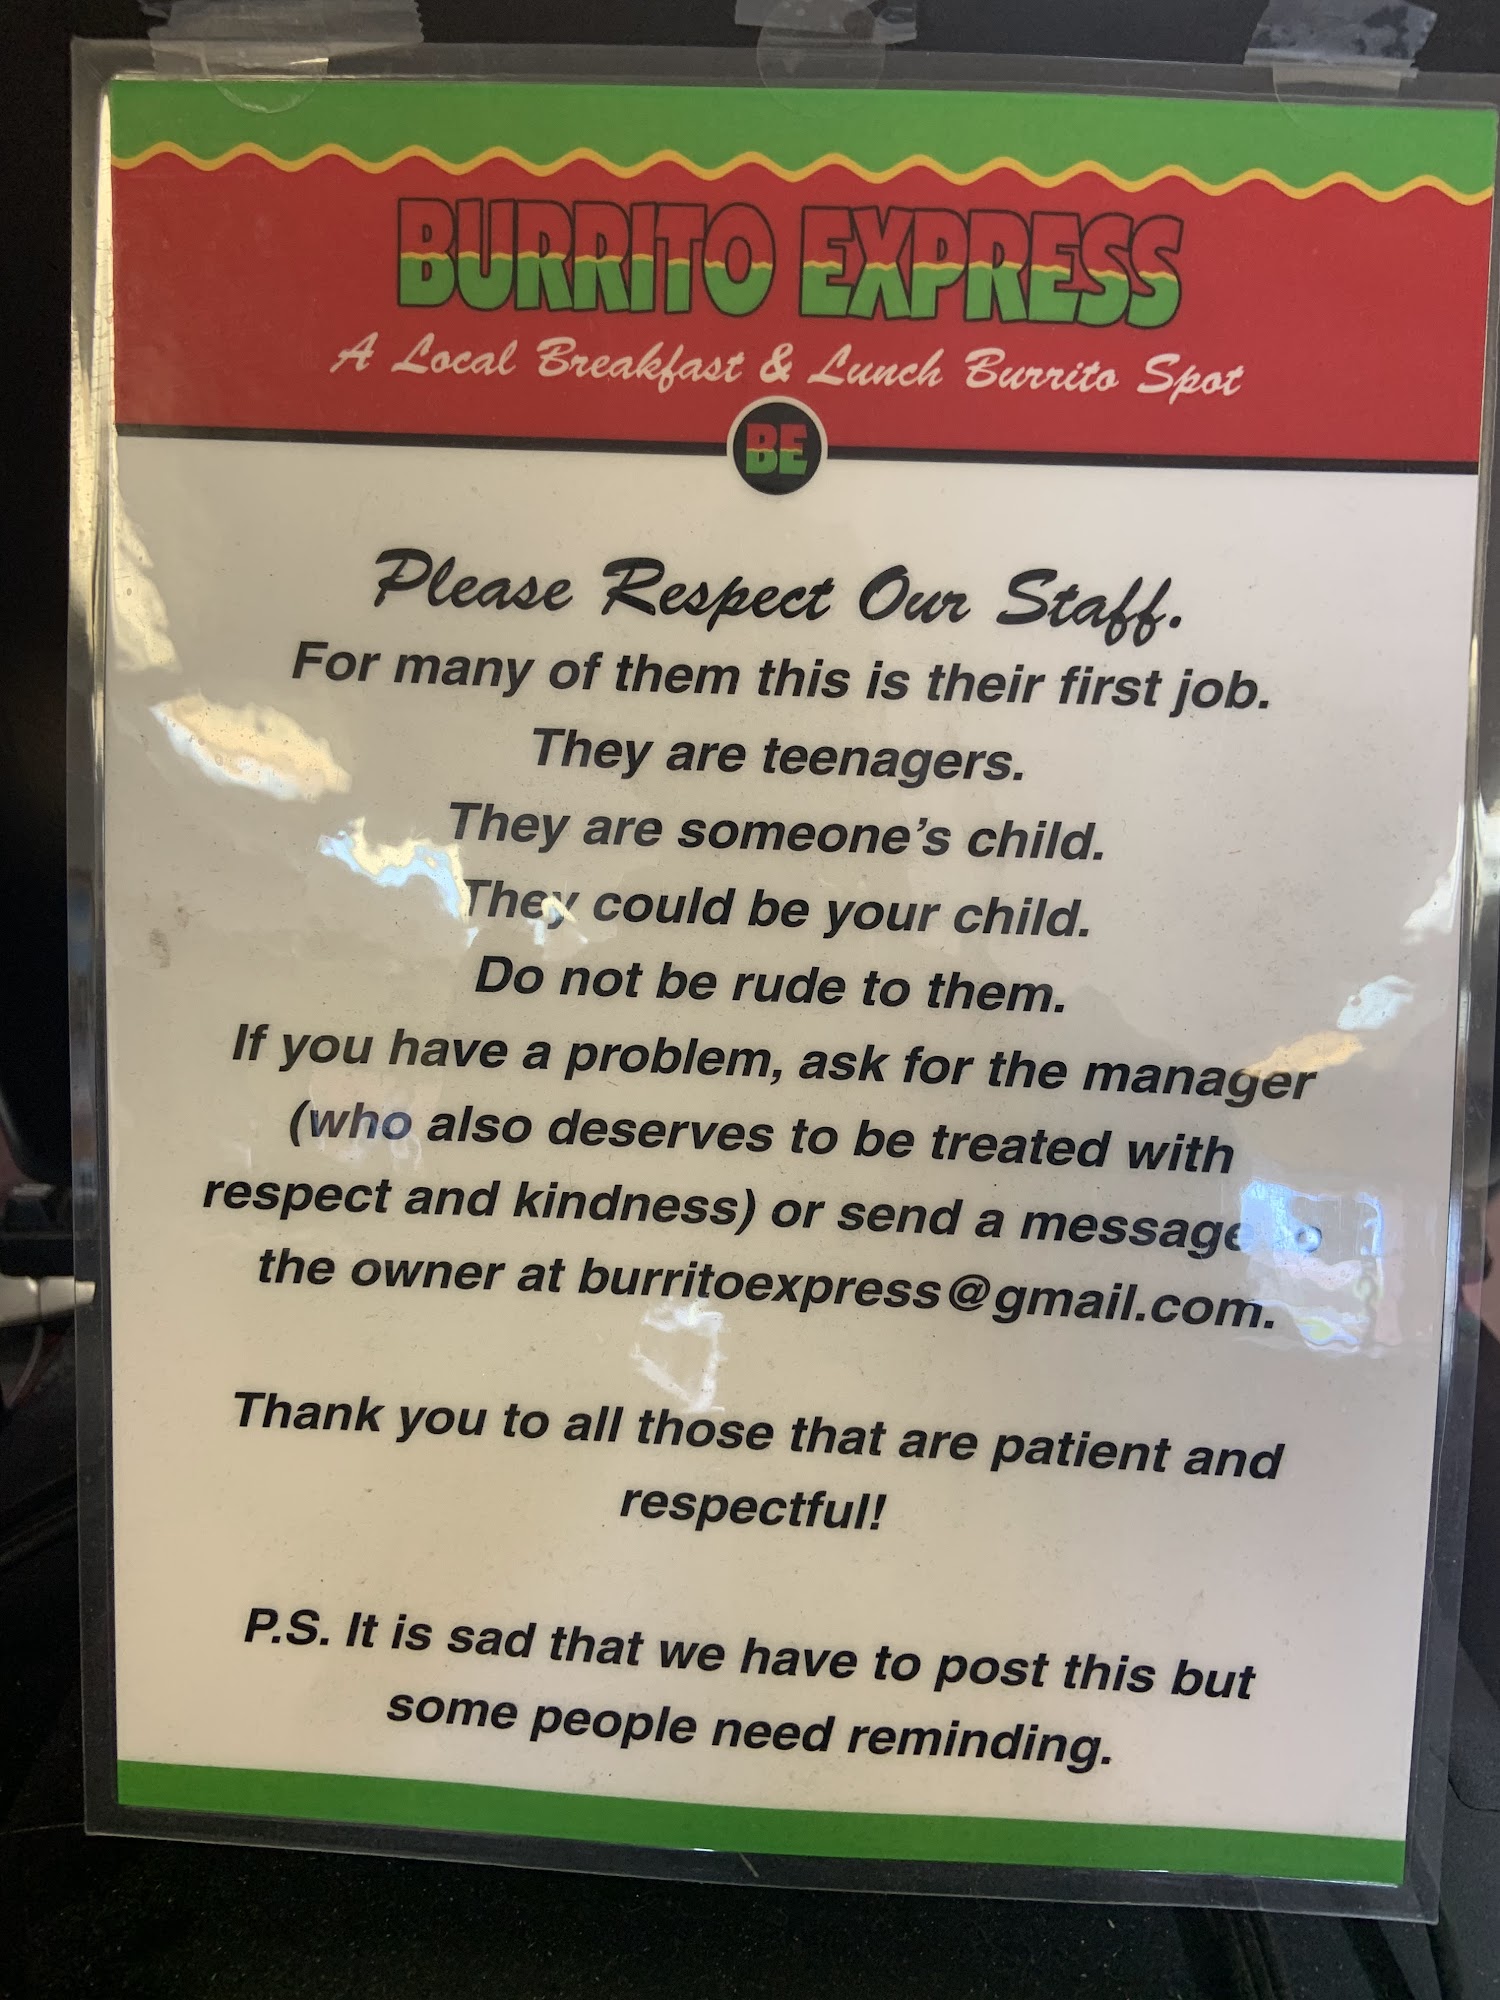 BURRITO EXPRESS
A Local Breakfast & Lunch Burrito Spot
BE
Please Respect Our Staff.
For many of them this is their first job.
They are teenagers.
They are someone's child.
They could be your child.
Do not be rude to them.
If you have a problem, ask for the manager
(who also deserves to be treated with
respect and kindness) or send a message to
the owner at burritoexpress@gmail.com.
Thank you to all those that are patient and
respectful!
P.S. It is sad that we have to post this but
some people need reminding.